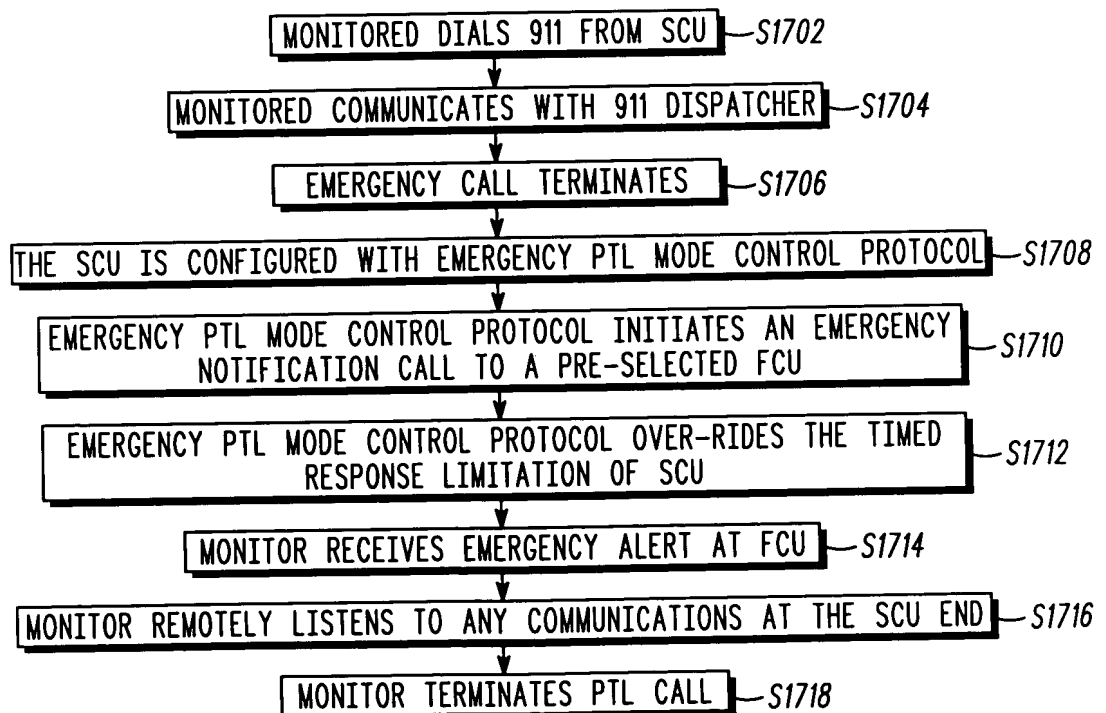 MONITORED DIALS 911 FROM SCU S1702
MONITORED COMMUNICATES WITH 911 DISPATCHER S1704
EMERGENCY CALL TERMINATES S1706
THE SCU IS CONFIGURED WITH EMERGENCY PTL MODE CONTROL PROTOCOL S1708
EMERGENCY PTL MODE CONTROL PROTOCOL INITIATES AN EMERGENCY
NOTIFICATION CALL TO A PRE-SELECTED FCU S1710
EMERGENCY PTL MODE CONTROL PROTOCOL OVER-RIDES THE TIMED
RESPONSE LIMITATION OF SCU S1712
MONITOR RECEIVES EMERGENCY ALERT AT FCU S1714
MONITOR REMOTELY LISTENS TO ANY COMMUNICATIONS AT THE SCU END S1716
MONITOR TERMINATES PTL CALL S1718